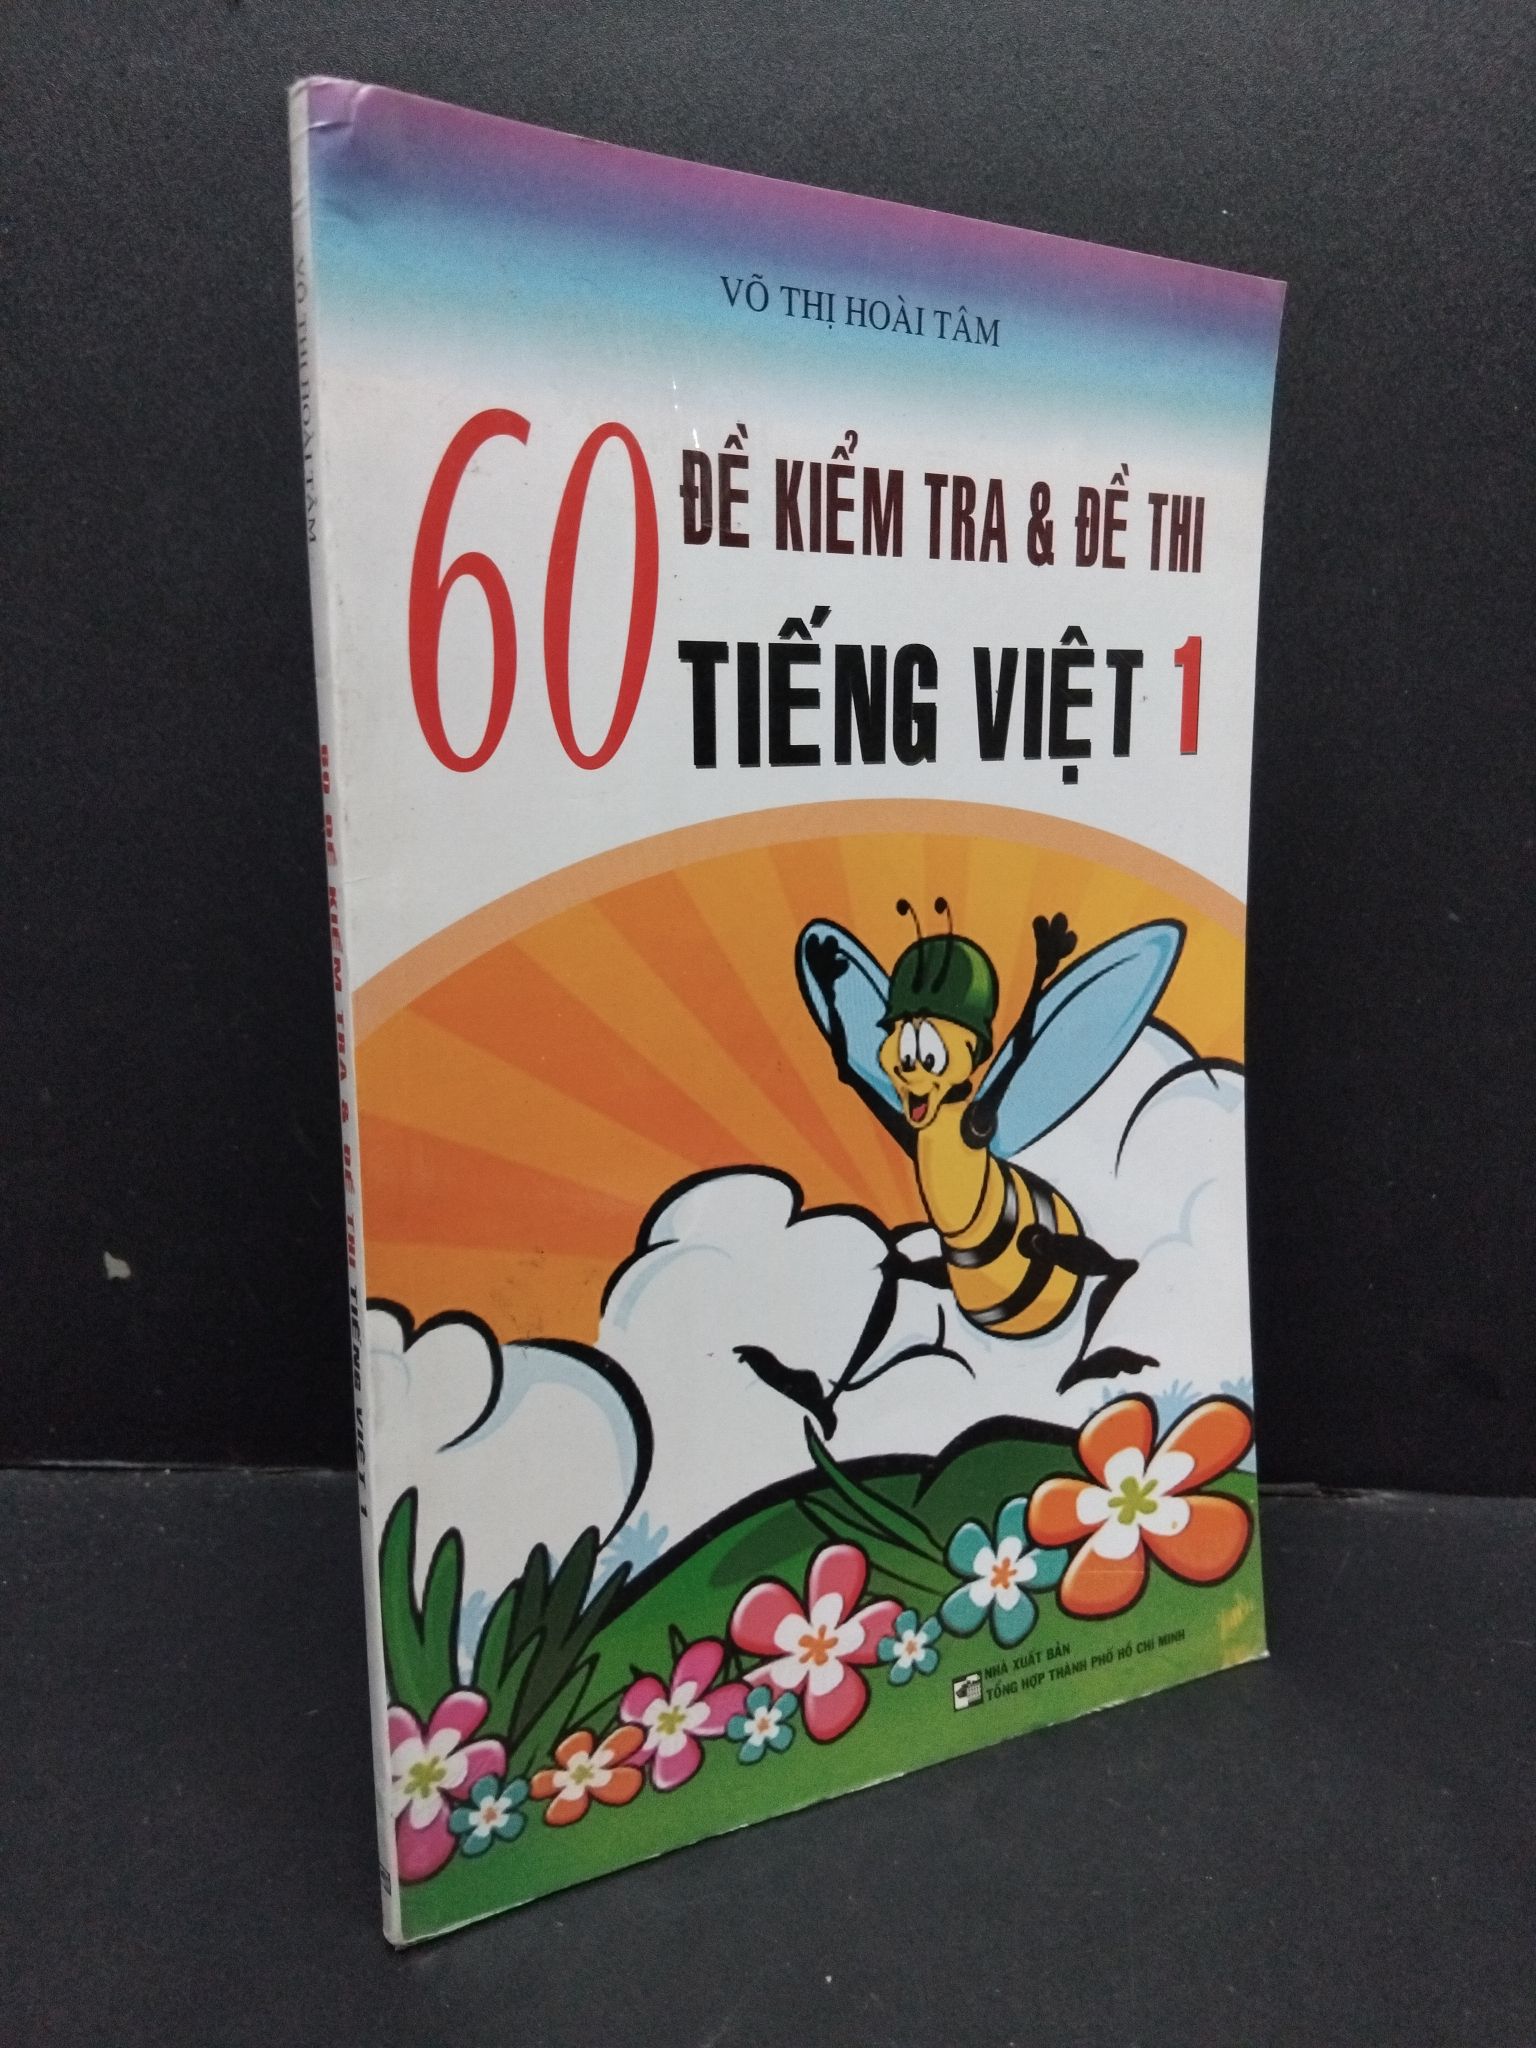 VÕ THỊ HOÀI TÂM
60 ĐỀ KIỂM TRA & ĐỀ THI
TIẾNG VIỆT 1
NHÀ XUẤT BẢN
TỔNG HỢP THÀNH PHỐ HỒ CHÍ MINH
VÕ THỊ HOÀI TÂM
60 ĐỀ KIỂM TRA & ĐỀ THI TIẾNG VIỆT 1